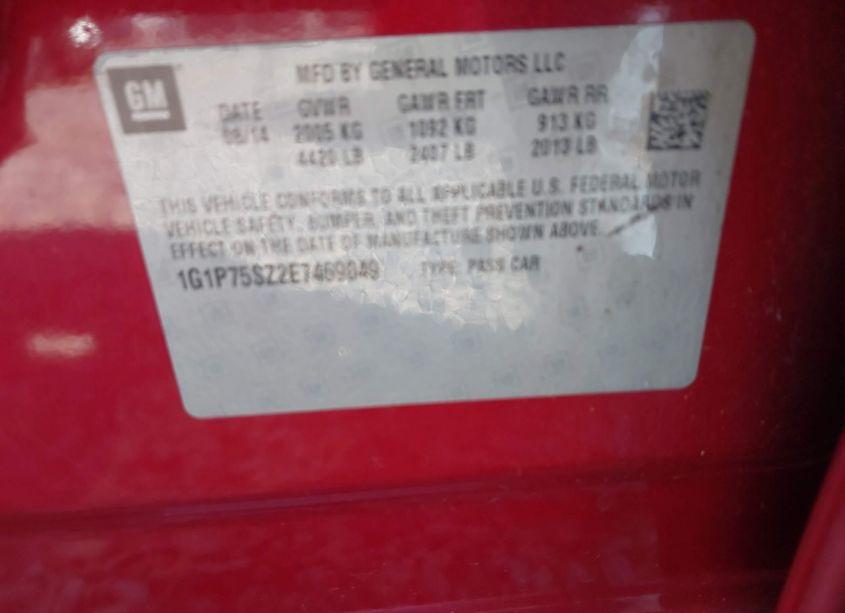 GM
MFD BY GENERAL MOTORS LLC
DATE GVWR GAWR FRT GAWR RR
08/14 2005 KG 1092 KG 913 KG
4420 LB 2407 LB 2013 LB
THIS VEHICLE CONFORMS TO ALL APPLICABLE U.S. FEDERAL MOTOR
VEHICLE SAFETY, BUMPER, AND THEFT PREVENTION STANDARDS IN
EFFECT ON THE DATE OF MANUFACTURE SHOWN ABOVE.
1G1P75SZ2E7469049 TYPE: PASS CAR